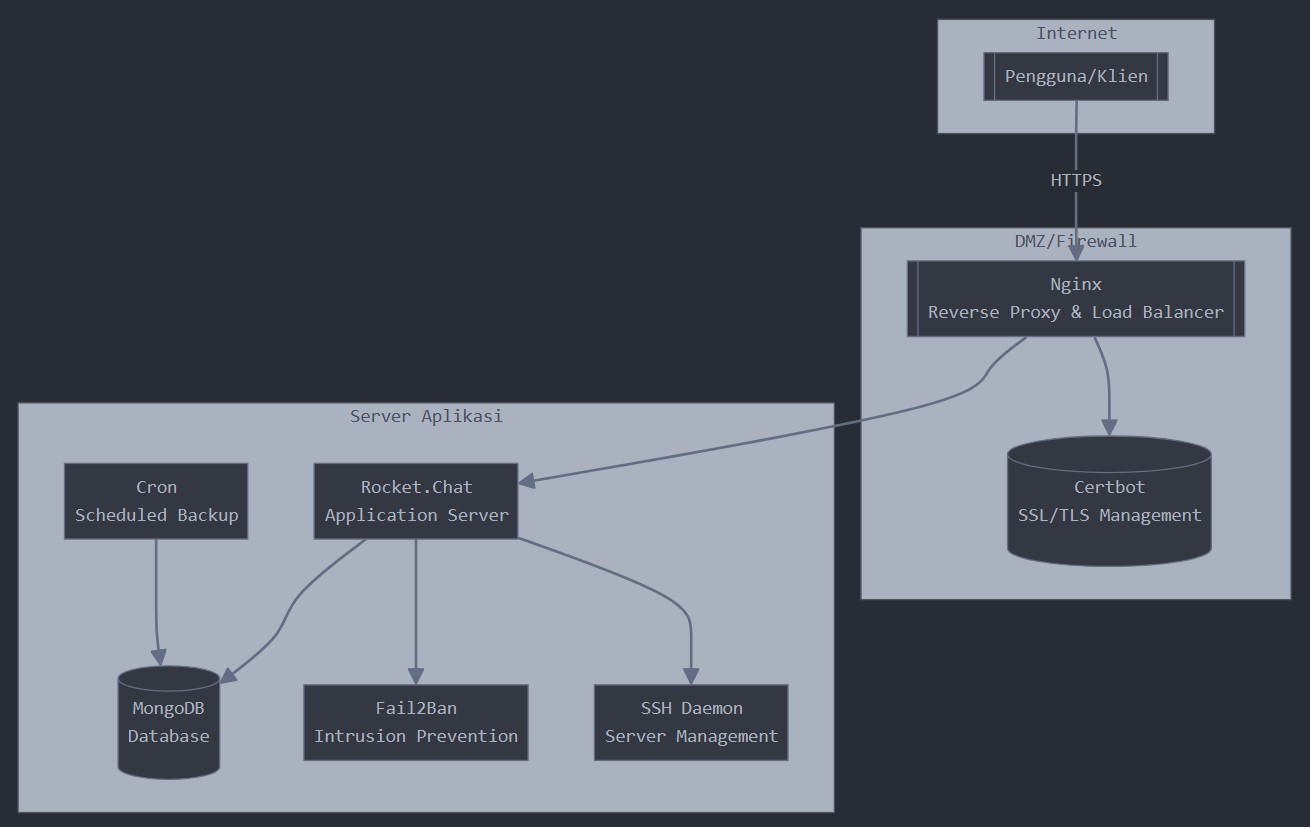 Internet
Pengguna/Klien
HTTPS
DMZ/Firewall
Nginx
Reverse Proxy & Load Balancer
Certbot
SSL/TLS Management
Server Aplikasi
Cron
Scheduled Backup
Rocket.Chat
Application Server
MongoDB
Database
Fail2Ban
Intrusion Prevention
SSH Daemon
Server Management